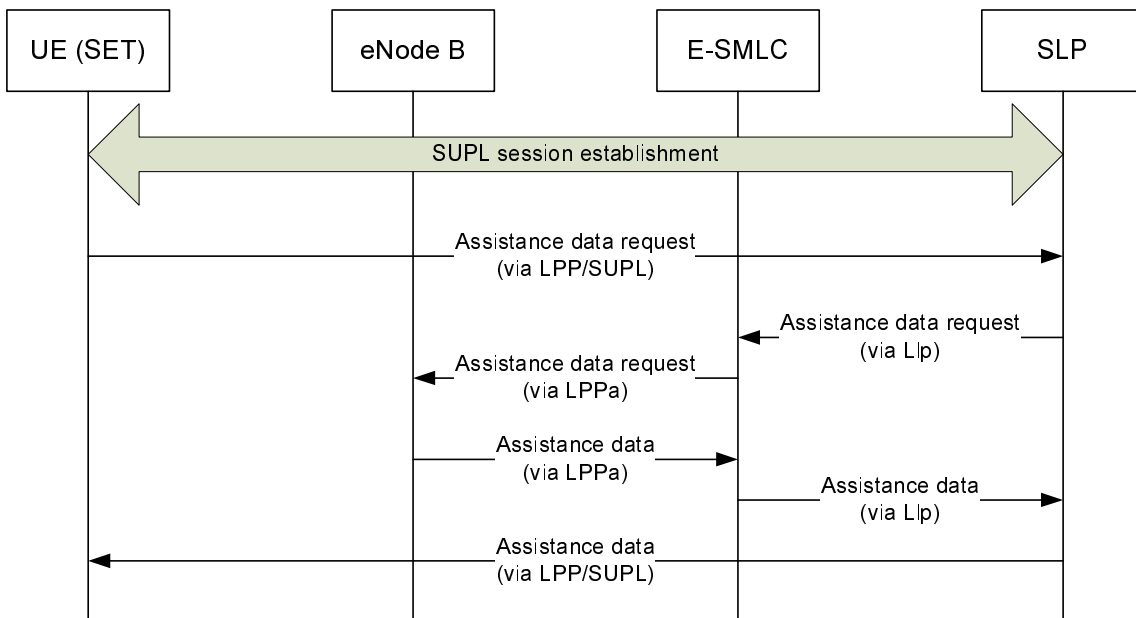 UE (SET)
eNode B
E-SMLC
SLP
SUPL session establishment
Assistance data request
(via LPP/SUPL)
Assistance data request
(via Llp)
Assistance data request
(via LPPa)
Assistance data
(via LPPa)
Assistance data
(via Llp)
Assistance data
(via LPP/SUPL)